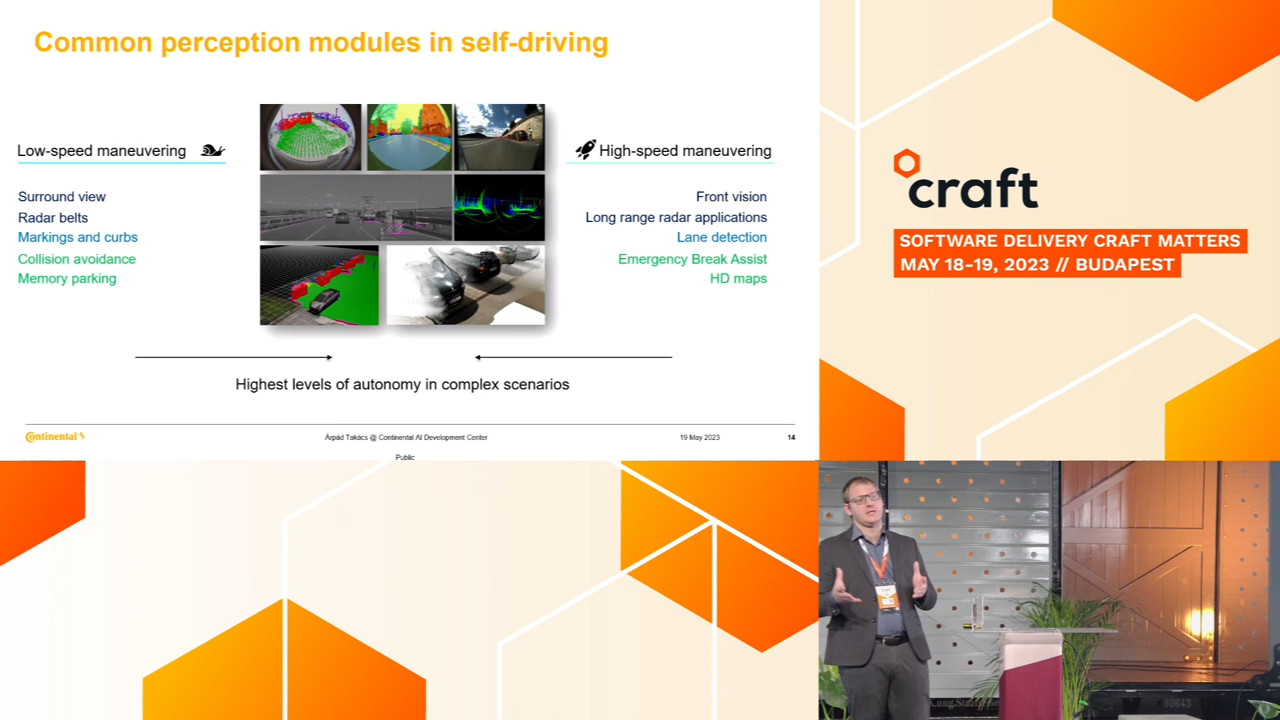 Common perception modules in self-driving
Low-speed maneuvering
High-speed maneuvering
Surround view
Radar belts
Markings and curbs
Collision avoidance
Memory parking
Front vision
Long range radar applications
Lane detection
Emergency Break Assist
HD maps
Highest levels of autonomy in complex scenarios
Continental
Árpád Takács @ Continental AI Development Center
19 May 2023
14
Public
craft
SOFTWARE DELIVERY CRAFT MATTERS
MAY 18-19, 2023 // BUDAPEST